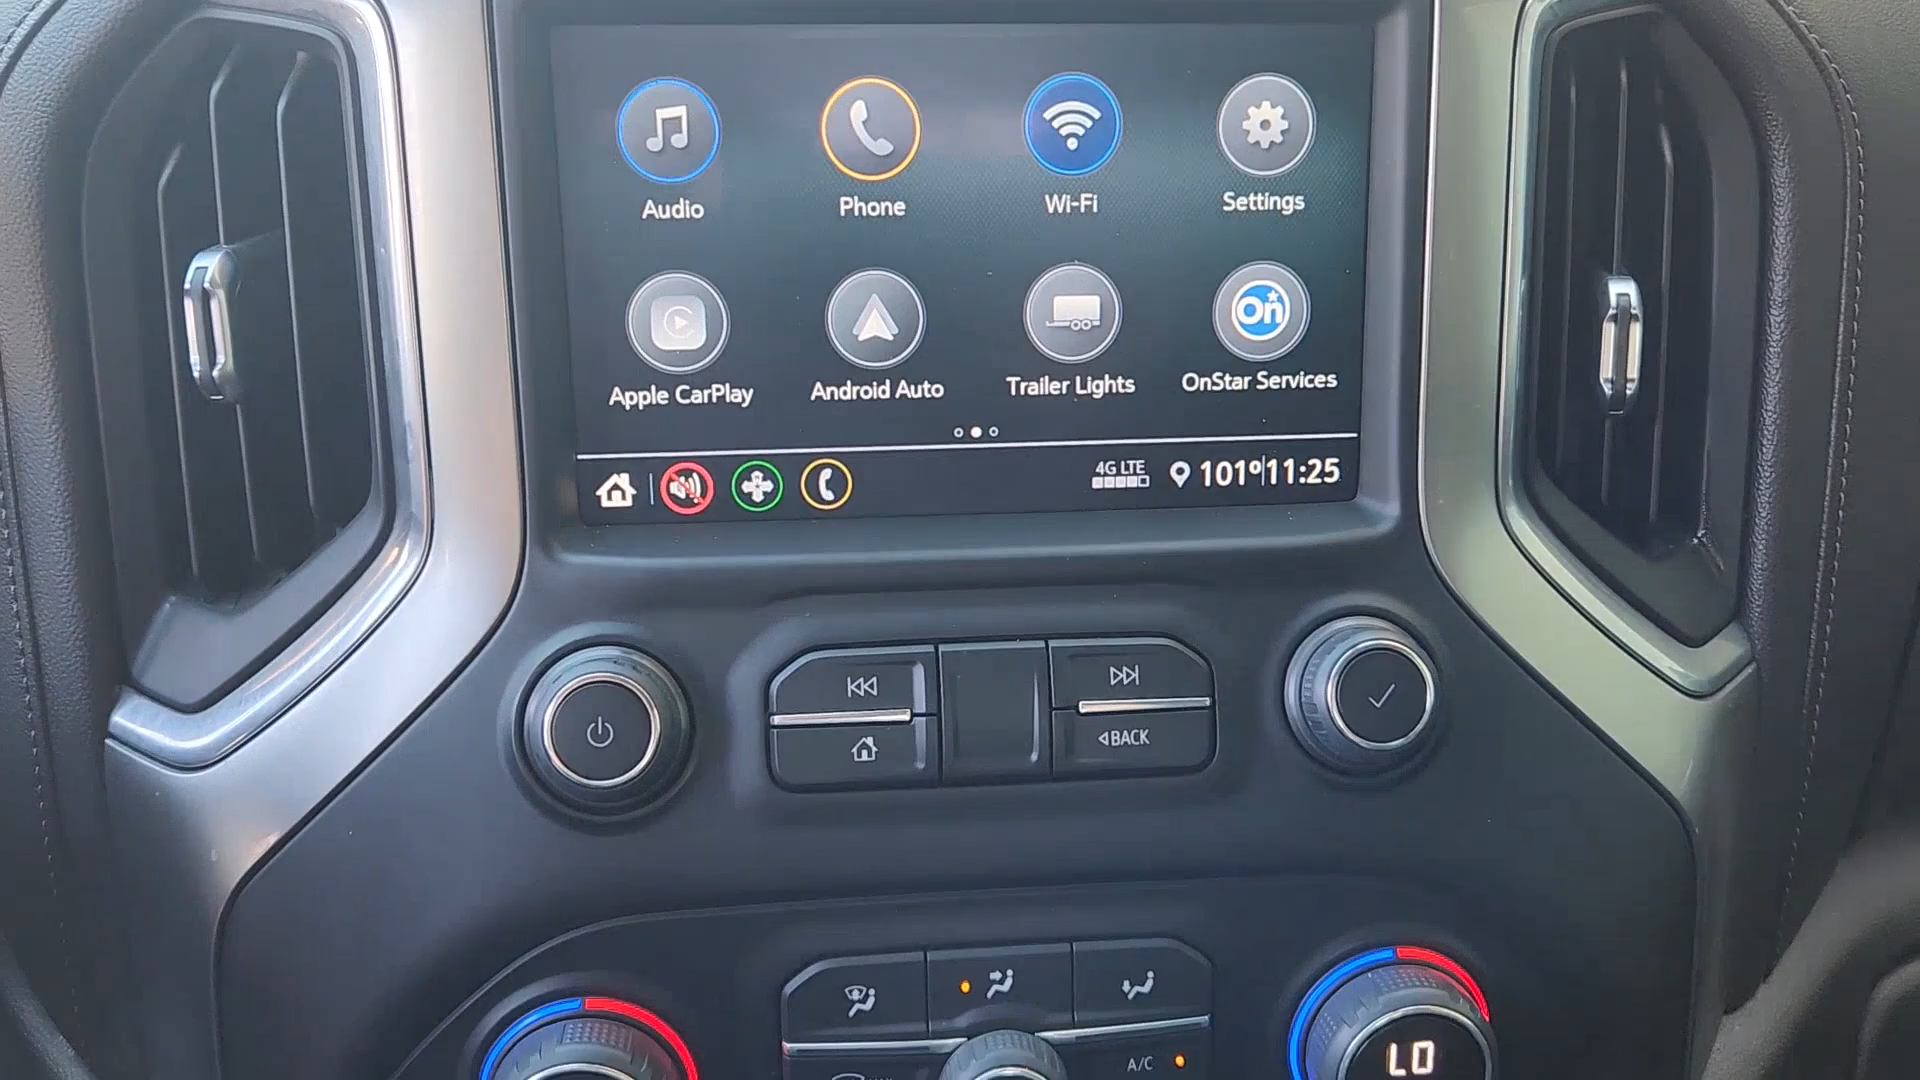 Audio
Phone
Wi-Fi
Settings
On
Apple CarPlay
Android Auto
Trailer Lights
OnStar Services
4G LTE
101° 11:25
BACK
A/C
LO